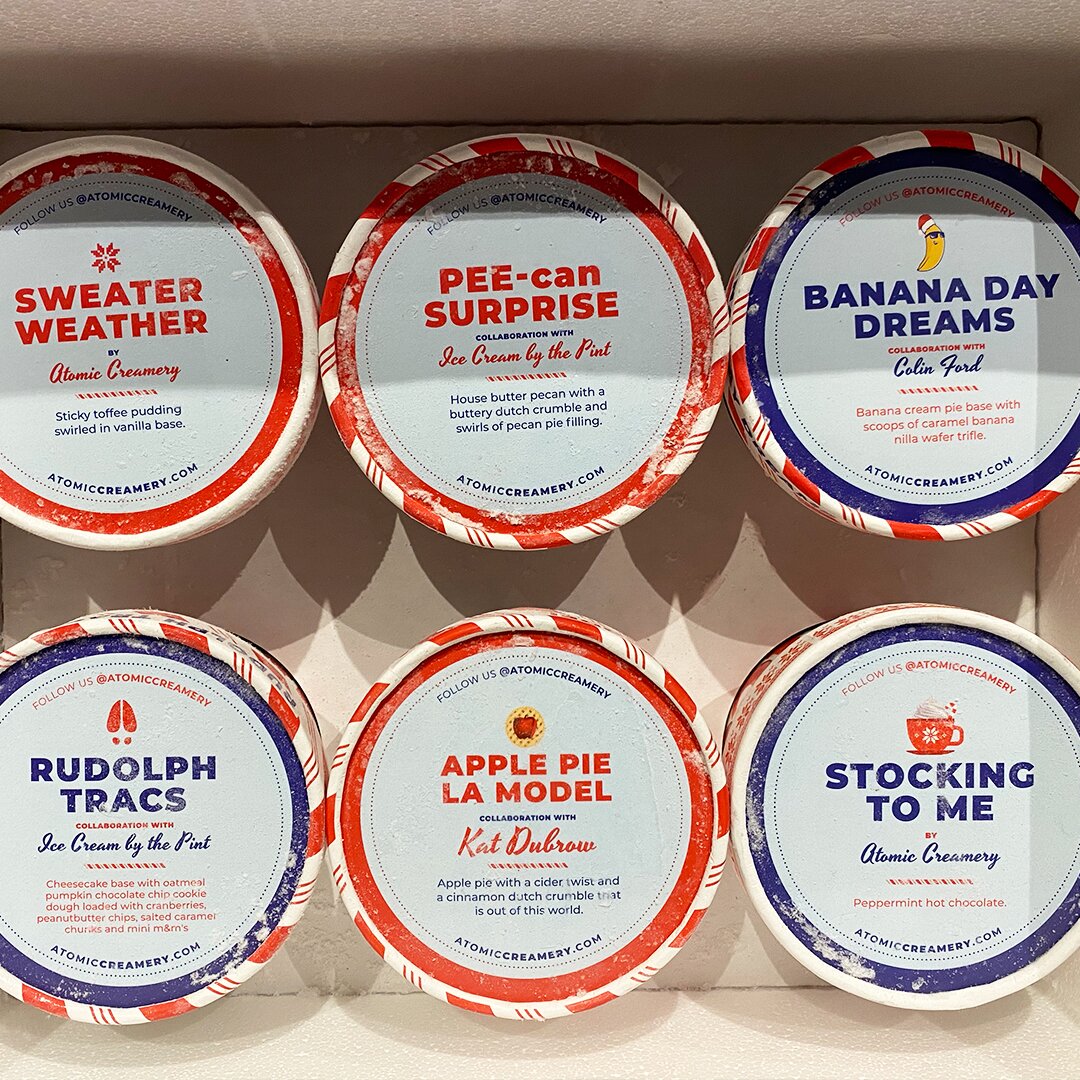 FOLLOW US @ATOMICCREAMERY
SWEATER
WEATHER
BY
Atomic Creamery
Sticky toffee pudding
swirled in vanilla base.
ATOMICCREAMERY.COM
FOLLOW US @ATOMICCREAMERY
PEE-can
SURPRISE
COLLABORATION WITH
Ice Cream by the Pint
House butter pecan with a
buttery dutch crumble and
swirls of pecan pie filling.
ATOMICCREAMERY.COM
FOLLOW US @ATOMICCREAMERY
BANANA DAY
DREAMS
COLLABORATION WITH
Colin Ford
Banana cream pie base with
scoops of caramel banana
nilla wafer trifle.
ATOMICCREAMERY.COM
FOLLOW US @ATOMICCREAMERY
RUDOLPH
TRACS
COLLABORATION WITH
Ice Cream by the Pint
Cheesecake base with oatmeal
pumpkin chocolate chip cookie
dough loaded with cranberries,
peanutbutter chips, salted caramel
chunks and mini m&m's
ATOMICCREAMERY.COM
FOLLOW US @ATOMICCREAMERY
APPLE PIE
LA MODEL
COLLABORATION WITH
Kat Dubrow
Apple pie with a cider twist and
a cinnamon dutch crumble that
is out of this world.
ATOMICCREAMERY.COM
FOLLOW US @ATOMICCREAMERY
STOCKING
TO ME
BY
Atomic Creamery
Peppermint hot chocolate.
ATOMICCREAMERY.COM